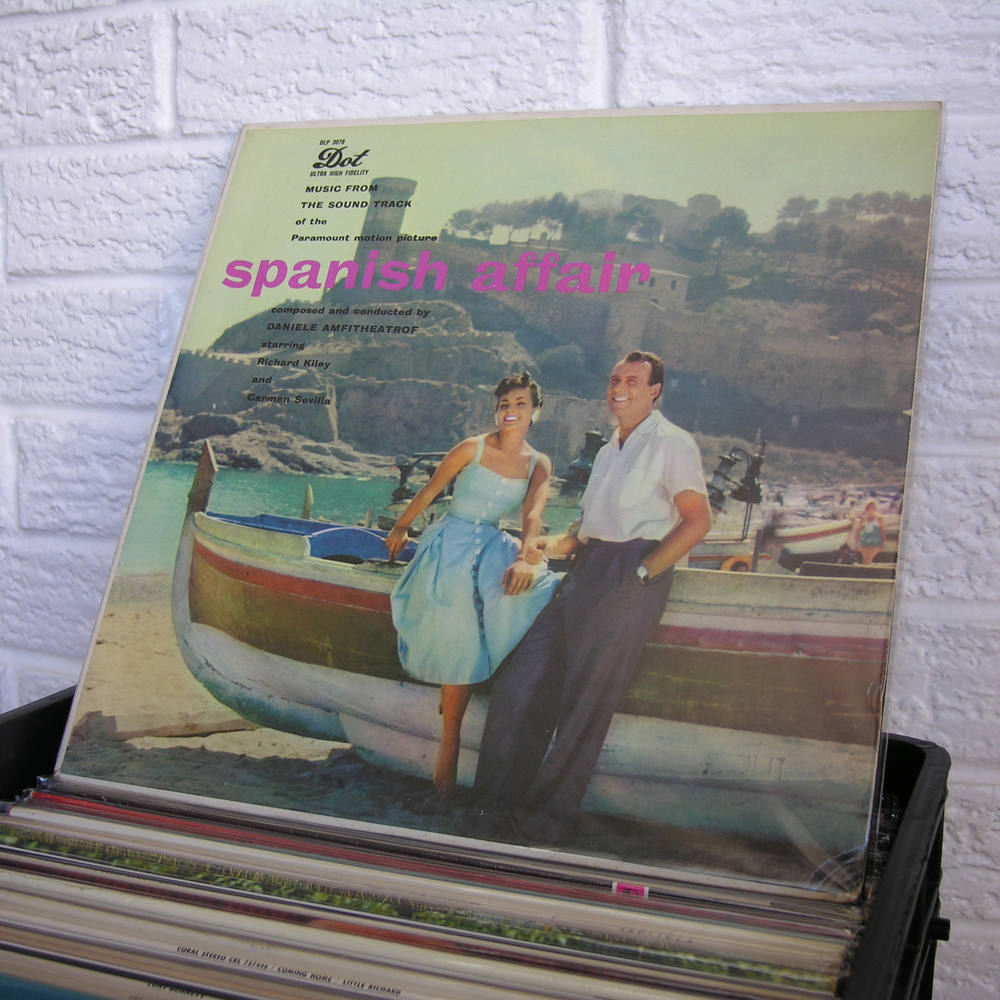 DLP 3078
Dot
ULTRA HIGH FIDELITY
MUSIC FROM
THE SOUND TRACK
of the
Paramount motion picture
spanish affair
composed and conducted by
DANIELE AMFITHEATROF
starring
Richard Kiley
and
Carmen Sevilla
CORAL STEREO CRL 757446 / COMING HOME / LITTLE RICHARD
TONY BENNETT